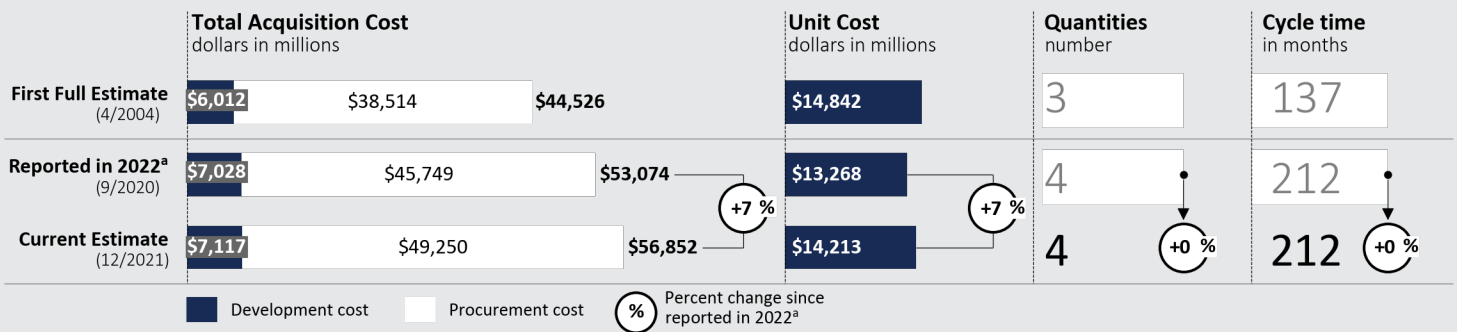 Total Acquisition Cost
dollars in millions
Unit Cost
dollars in millions
Quantities
number
Cycle time
in months
First Full Estimate
(4/2004)
$6,012 $38,514 $44,526
$14,842
3
137
Reported in 2022ᵃ
(9/2020)
$7,028 $45,749 $53,074
$13,268
4
212
+7 %
+7 %
Current Estimate
(12/2021)
$7,117 $49,250 $56,852
$14,213
4
+0 %
212
+0 %
Development cost
Procurement cost
%
Percent change since
reported in 2022ᵃ